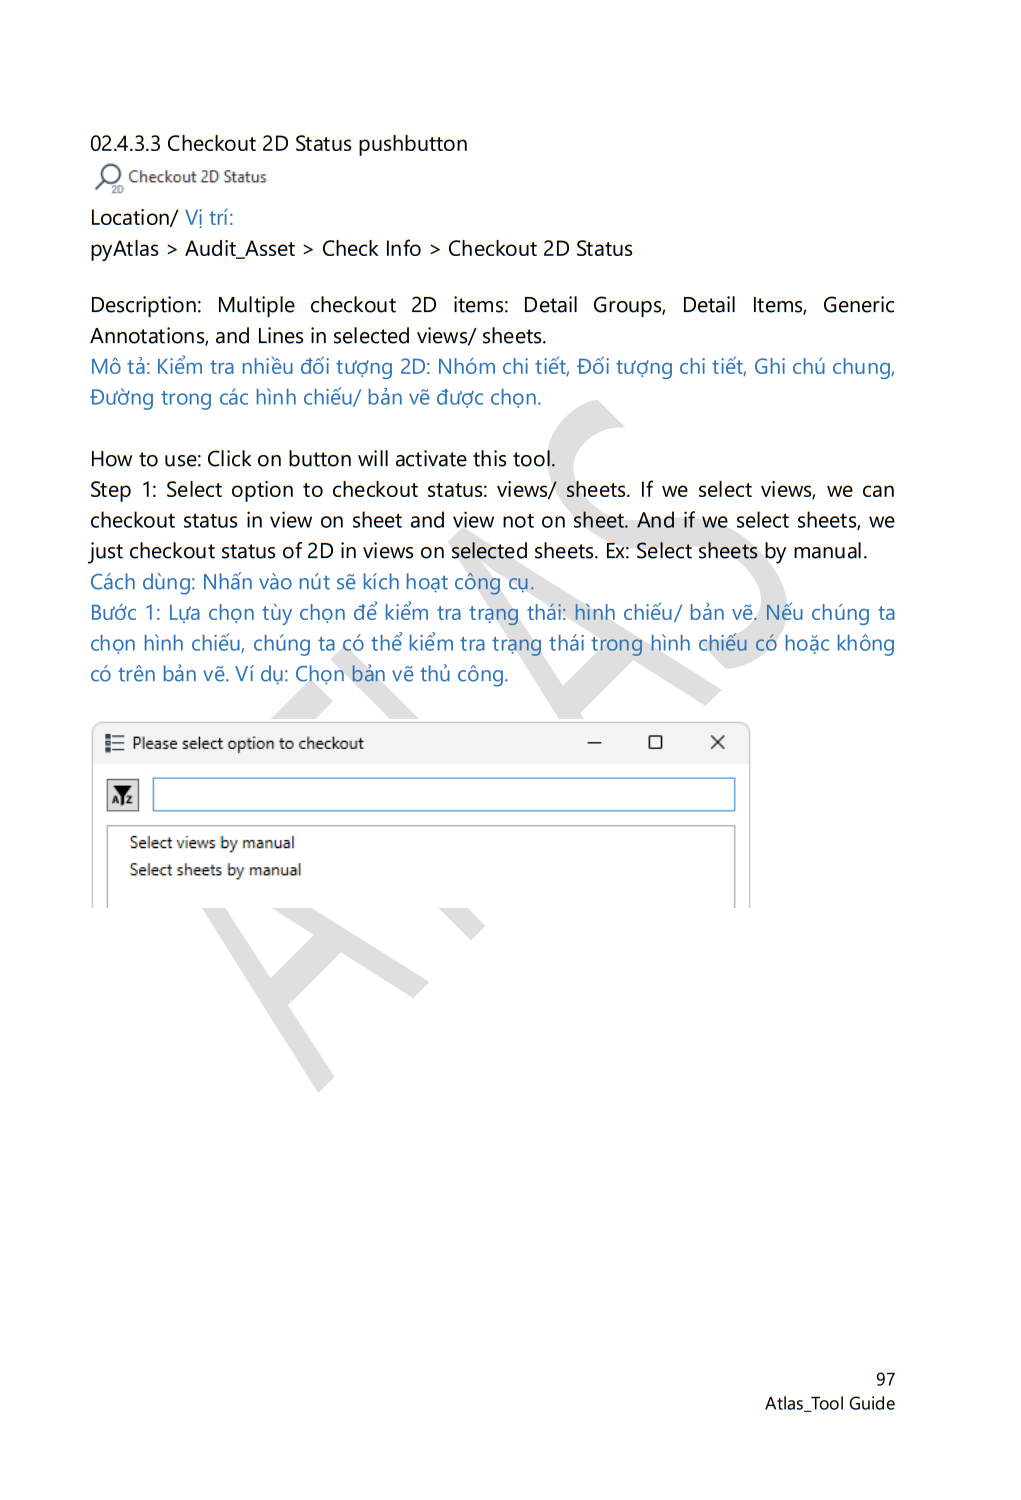 02.4.3.3 Checkout 2D Status pushbutton
2D Checkout 2D Status
Location/ Vị trí:
pyAtlas > Audit_Asset > Check Info > Checkout 2D Status
Description: Multiple checkout 2D items: Detail Groups, Detail Items, Generic
Annotations, and Lines in selected views/ sheets.
Mô tả: Kiểm tra nhiều đối tượng 2D: Nhóm chi tiết, Đối tượng chi tiết, Ghi chú chung,
Đường trong các hình chiếu/ bản vẽ được chọn.
How to use: Click on button will activate this tool.
Step 1: Select option to checkout status: views/ sheets. If we select views, we can
checkout status in view on sheet and view not on sheet. And if we select sheets, we
just checkout status of 2D in views on selected sheets. Ex: Select sheets by manual.
Cách dùng: Nhấn vào nút sẽ kích hoạt công cụ.
Bước 1: Lựa chọn tùy chọn để kiểm tra trạng thái: hình chiếu/ bản vẽ. Nếu chúng ta
chọn hình chiếu, chúng ta có thể kiểm tra trạng thái trong hình chiếu có hoặc không
có trên bản vẽ. Ví dụ: Chọn bản vẽ thủ công.
Please select option to checkout
AZ
Select views by manual
Select sheets by manual
ATLAS
97
Atlas_Tool Guide